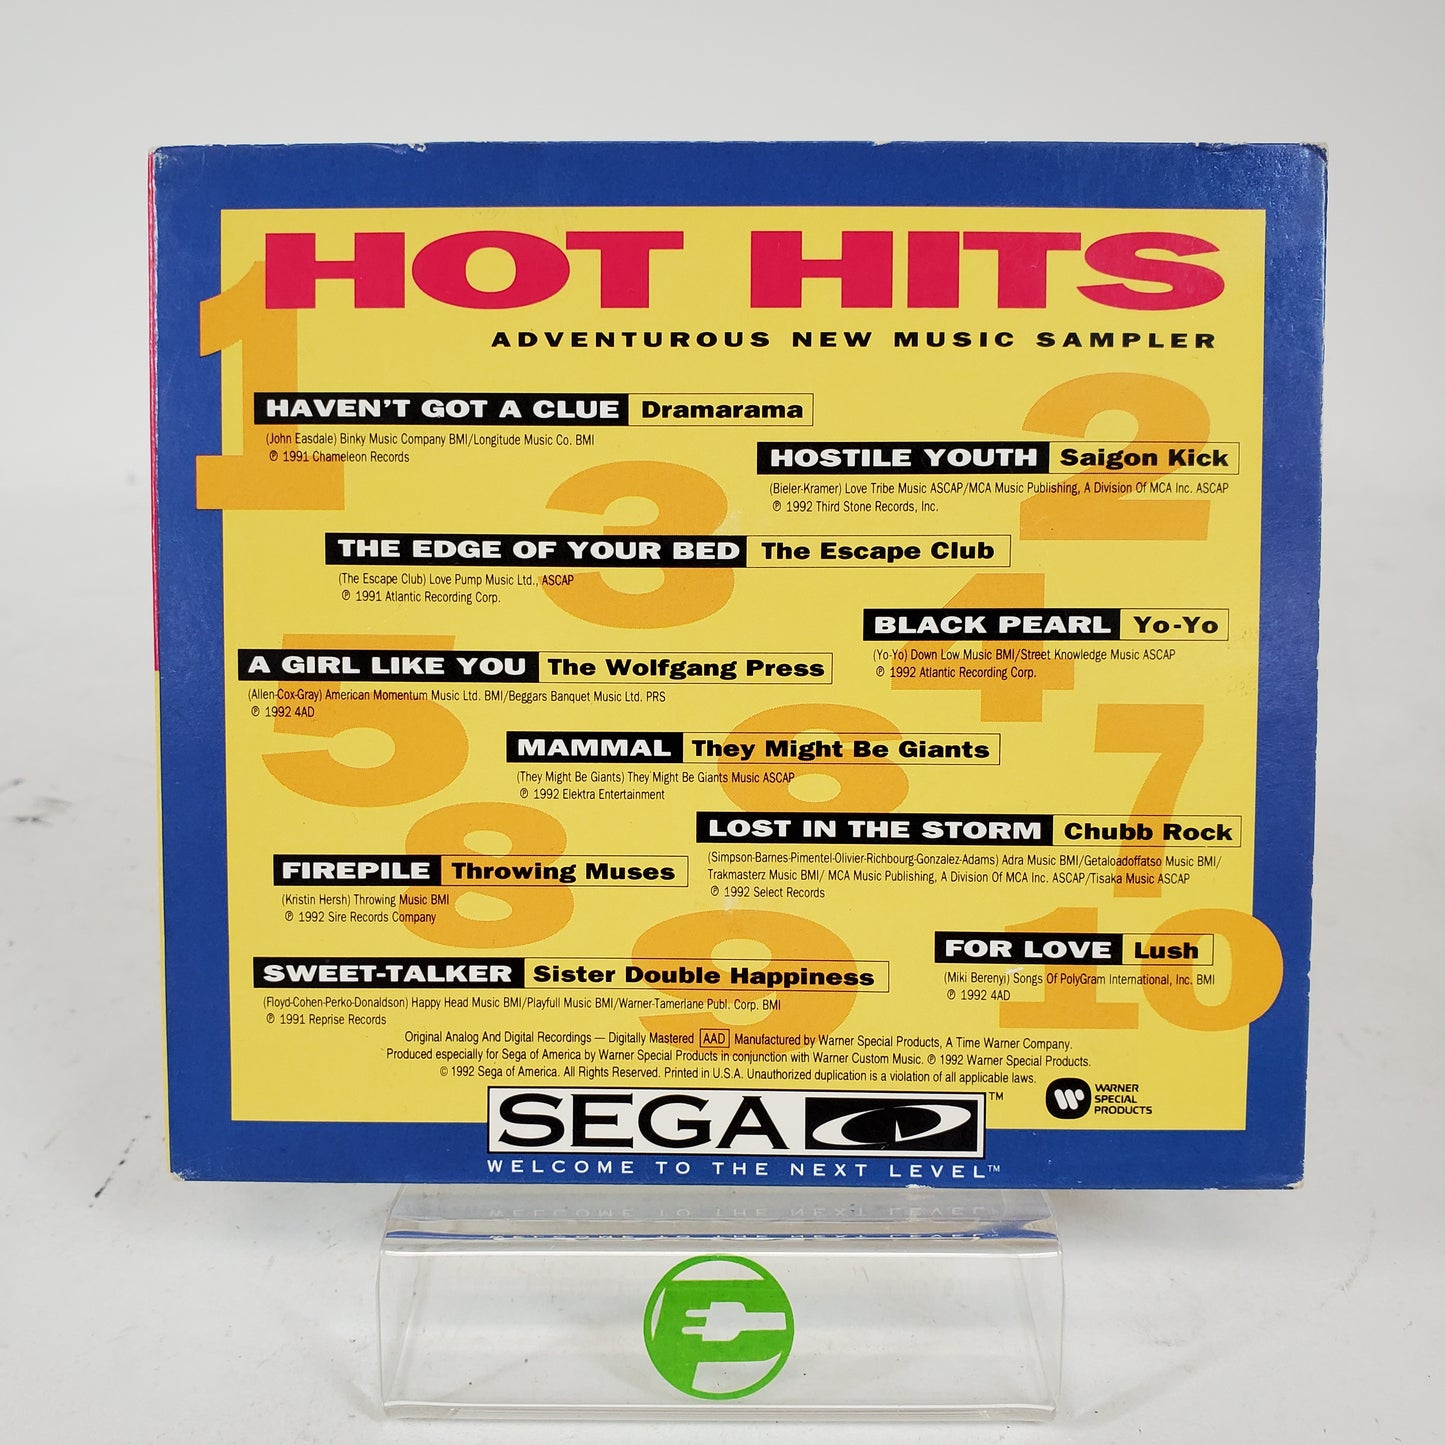 HOT HITS
ADVENTUROUS NEW MUSIC SAMPLER
1
HAVEN'T GOT A CLUE Dramarama
(John Easdale) Binky Music Company BMI/Longitude Music Co. BMI
℗ 1991 Chameleon Records
2
HOSTILE YOUTH Saigon Kick
(Bieler-Kramer) Love Tribe Music ASCAP/MCA Music Publishing, A Division Of MCA Inc. ASCAP
℗ 1992 Third Stone Records, Inc.
3
THE EDGE OF YOUR BED The Escape Club
(The Escape Club) Love Pump Music Ltd., ASCAP
℗ 1991 Atlantic Recording Corp.
4
BLACK PEARL Yo-Yo
(Yo-Yo) Down Low Music BMI/Street Knowledge Music ASCAP
℗ 1992 Atlantic Recording Corp.
5
A GIRL LIKE YOU The Wolfgang Press
(Allen-Cox-Gray) American Momentum Music Ltd. BMI/Beggars Banquet Music Ltd. PRS
℗ 1992 4AD
6
MAMMAL They Might Be Giants
(They Might Be Giants) They Might Be Giants Music ASCAP
℗ 1992 Elektra Entertainment
7
LOST IN THE STORM Chubb Rock
(Simpson-Barnes-Pimentel-Olivier-Richbourg-Gonzalez-Adams) Adra Music BMI/Getaloadoffatso Music BMI/
Trakmasterz Music BMI/ MCA Music Publishing, A Division Of MCA Inc. ASCAP/Tisaka Music ASCAP
℗ 1992 Select Records
8
FIREPILE Throwing Muses
(Kristin Hersh) Throwing Music BMI
℗ 1992 Sire Records Company
9
SWEET-TALKER Sister Double Happiness
(Floyd-Cohen-Perko-Donaldson) Happy Head Music BMI/Playfull Music BMI/Warner-Tamerlane Publ. Corp. BMI
℗ 1991 Reprise Records
10
FOR LOVE Lush
(Miki Berenyi) Songs Of PolyGram International, Inc. BMI
℗ 1992 4AD
Original Analog And Digital Recordings — Digitally Mastered AAD Manufactured by Warner Special Products, A Time Warner Company.
Produced especially for Sega of America by Warner Special Products in conjunction with Warner Custom Music. ℗ 1992 Warner Special Products.
© 1992 Sega of America. All Rights Reserved. Printed in U.S.A. Unauthorized duplication is a violation of all applicable laws.
SEGA CD ™
WELCOME TO THE NEXT LEVEL™
WARNER
SPECIAL
PRODUCTS